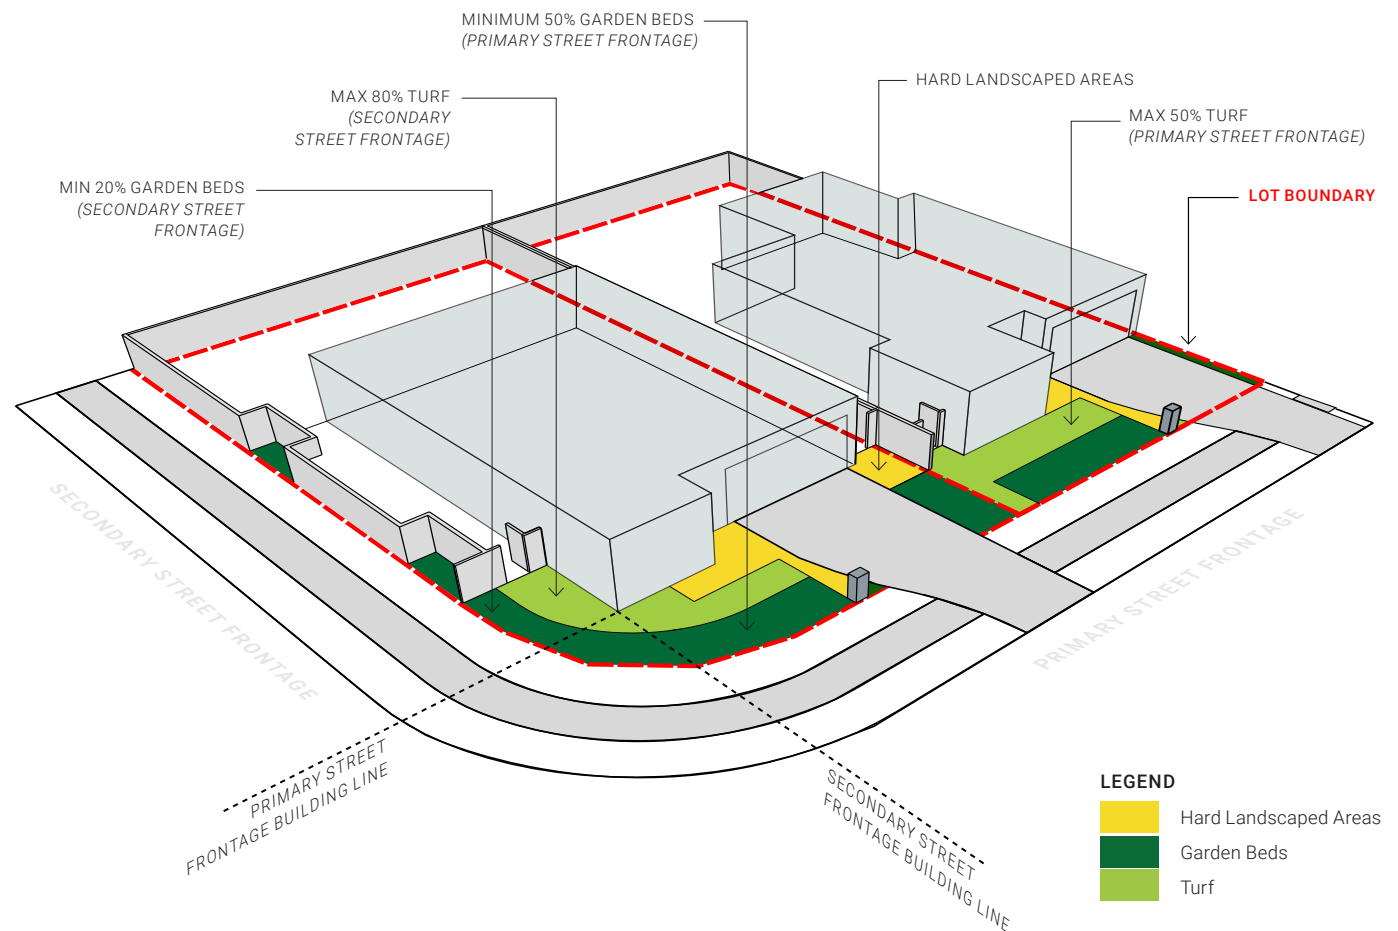 MINIMUM 50% GARDEN BEDS
(PRIMARY STREET FRONTAGE)
HARD LANDSCAPED AREAS
MAX 80% TURF
(SECONDARY
STREET FRONTAGE)
MAX 50% TURF
(PRIMARY STREET FRONTAGE)
MIN 20% GARDEN BEDS
(SECONDARY STREET
FRONTAGE)
LOT BOUNDARY
SECONDARY STREET FRONTAGE
PRIMARY STREET FRONTAGE
PRIMARY STREET
FRONTAGE BUILDING LINE
SECONDARY STREET
FRONTAGE BUILDING LINE
LEGEND
Hard Landscaped Areas
Garden Beds
Turf